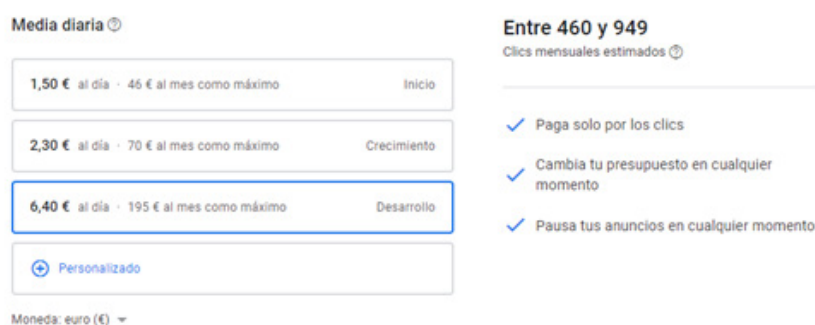 Media diaria
1,50 € al día · 46 € al mes como máximo Inicio
2,30 € al día · 70 € al mes como máximo Crecimiento
6,40 € al día · 195 € al mes como máximo Desarrollo
Personalizado
Moneda: euro (€)
Entre 460 y 949
Clics mensuales estimados
Paga solo por los clics
Cambia tu presupuesto en cualquier
momento
Pausa tus anuncios en cualquier momento